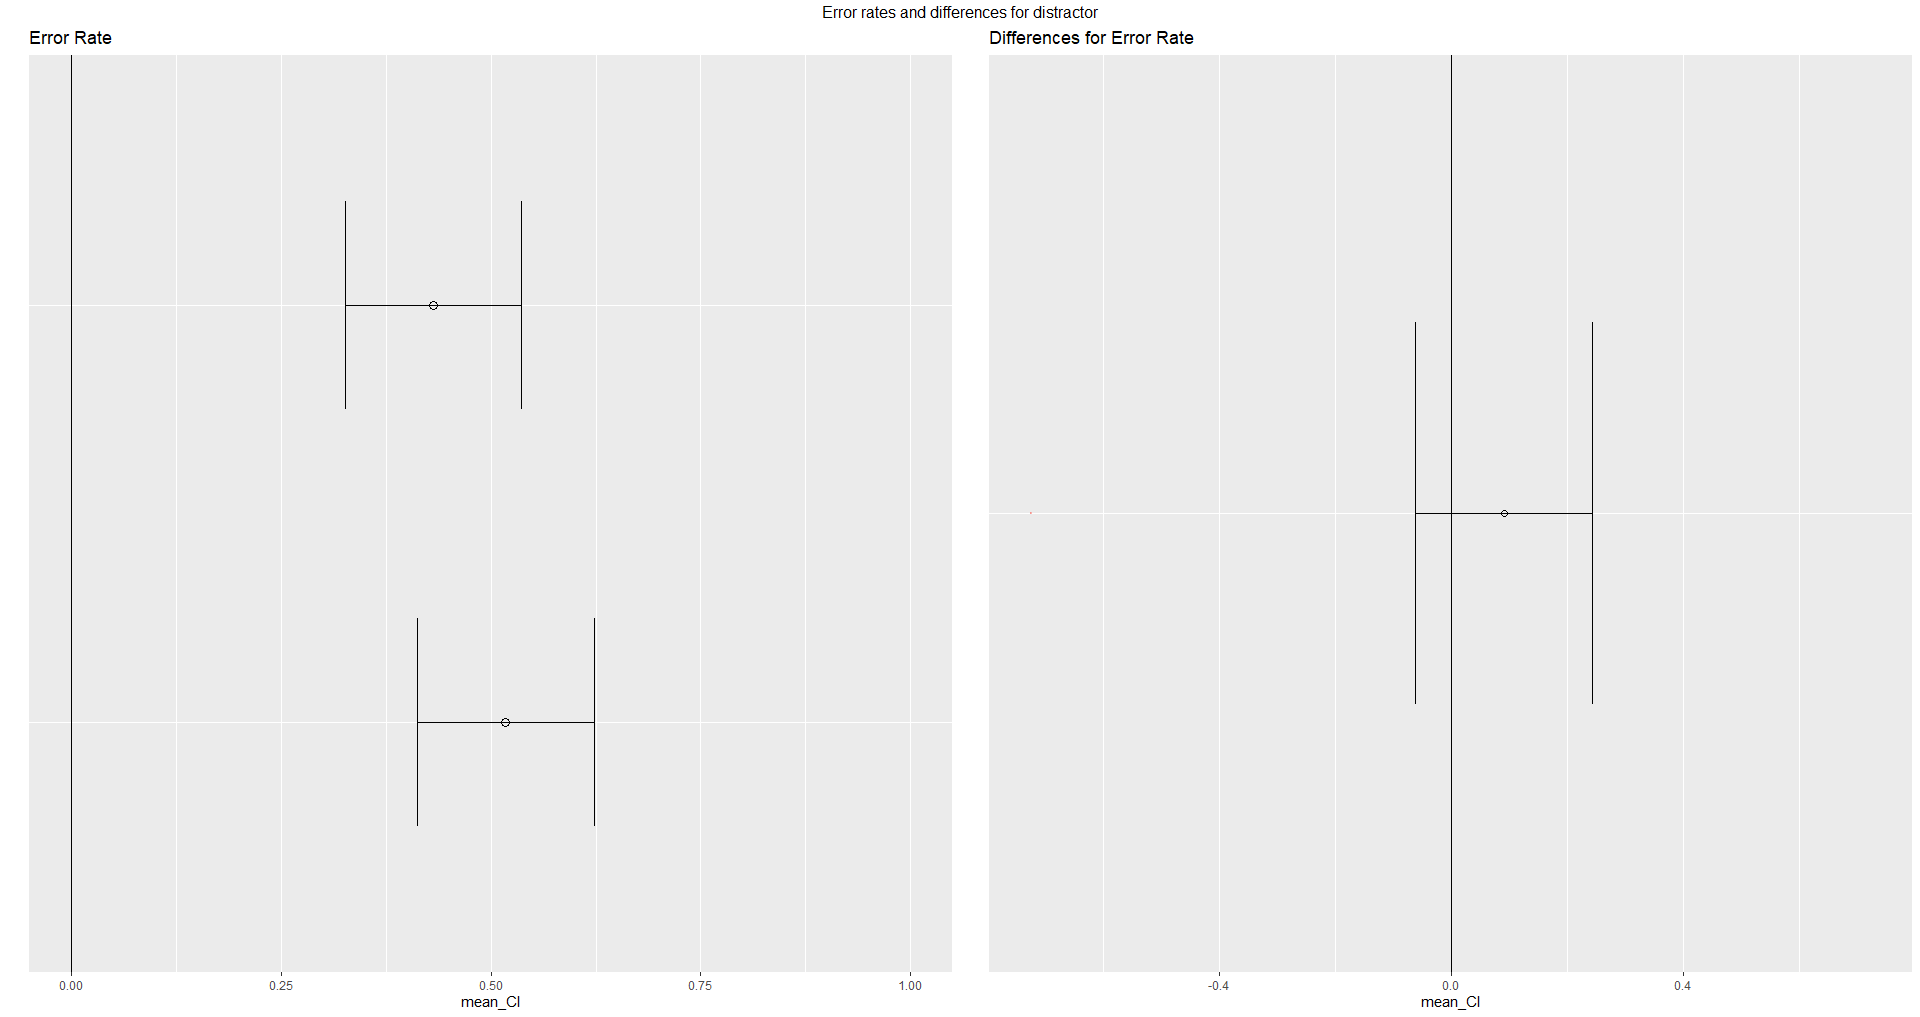 Error rates and differences for distractor
Error Rate
Differences for Error Rate
0.00 0.25 0.50 0.75 1.00
mean_CI
-0.4 0.0 0.4
mean_CI